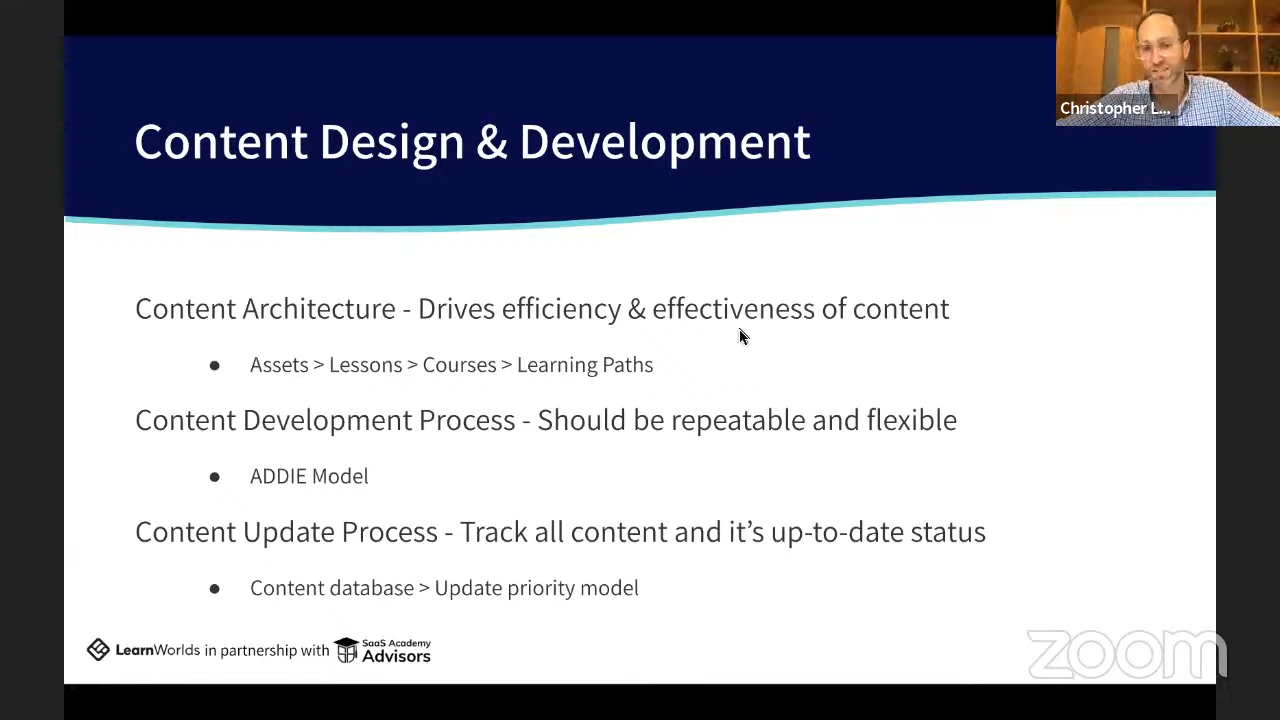 Christopher L...
Content Design & Development
Content Architecture - Drives efficiency & effectiveness of content
● Assets > Lessons > Courses > Learning Paths
Content Development Process - Should be repeatable and flexible
● ADDIE Model
Content Update Process - Track all content and it’s up-to-date status
● Content database > Update priority model
LearnWorlds in partnership with SaaS Academy Advisors
zoom